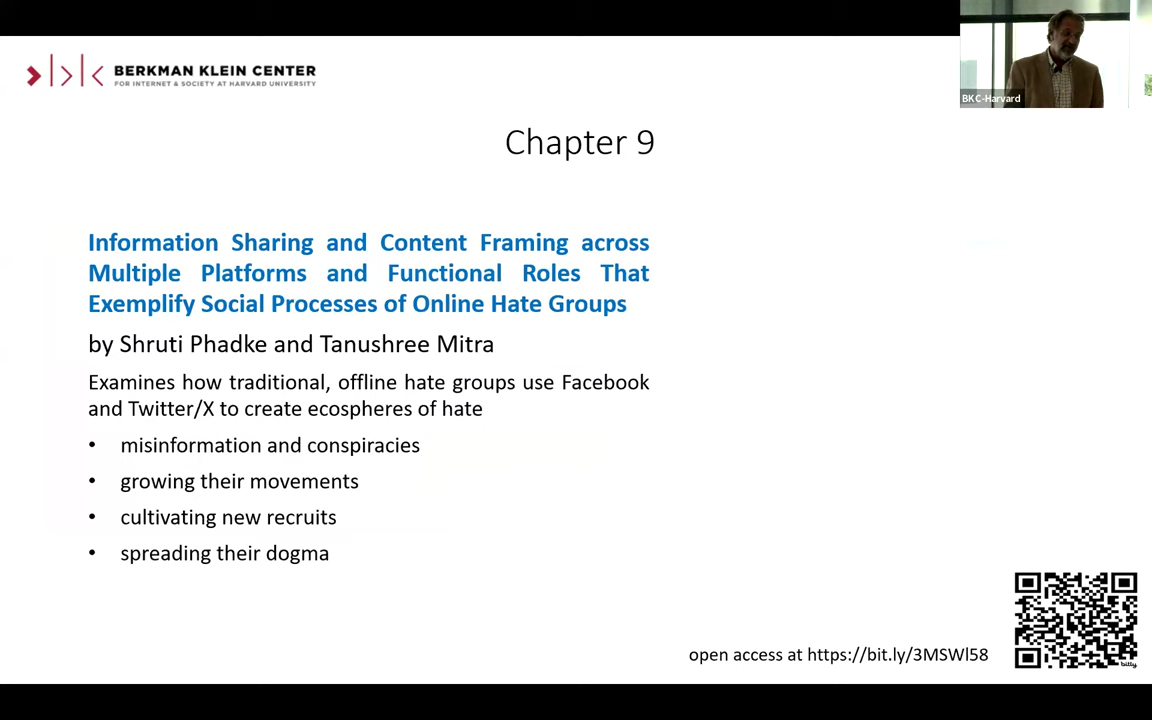 BERKMAN KLEIN CENTER
FOR INTERNET & SOCIETY AT HARVARD UNIVERSITY
BKC-Harvard
Chapter 9
Information Sharing and Content Framing across
Multiple Platforms and Functional Roles That
Exemplify Social Processes of Online Hate Groups
by Shruti Phadke and Tanushree Mitra
Examines how traditional, offline hate groups use Facebook
and Twitter/X to create ecospheres of hate
• misinformation and conspiracies
• growing their movements
• cultivating new recruits
• spreading their dogma
open access at https://bit.ly/3MSWl58
bitly